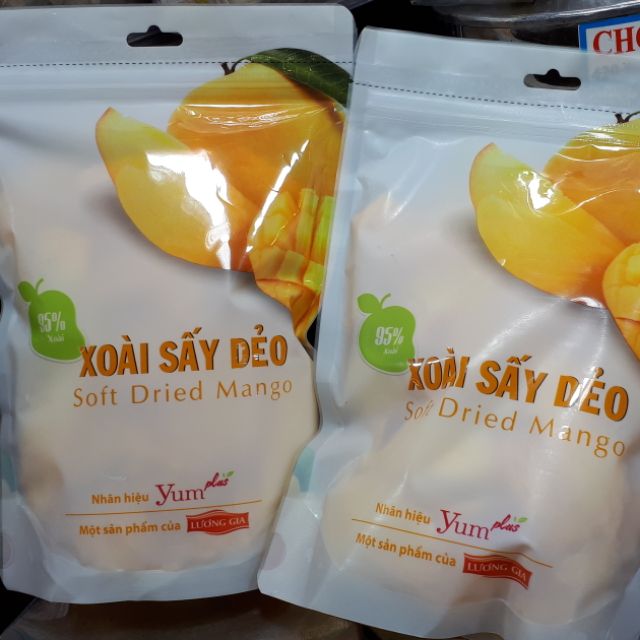 95%
Xoài
XOÀI SẤY DẺO
Soft Dried Mango
Nhãn hiệu yum plus
Một sản phẩm của LƯƠNG GIA
CHO
95%
Xoài
XOÀI SẤY DẺO
Soft Dried Mango
Nhãn hiệu yum plus
Một sản phẩm của LƯƠNG GIA